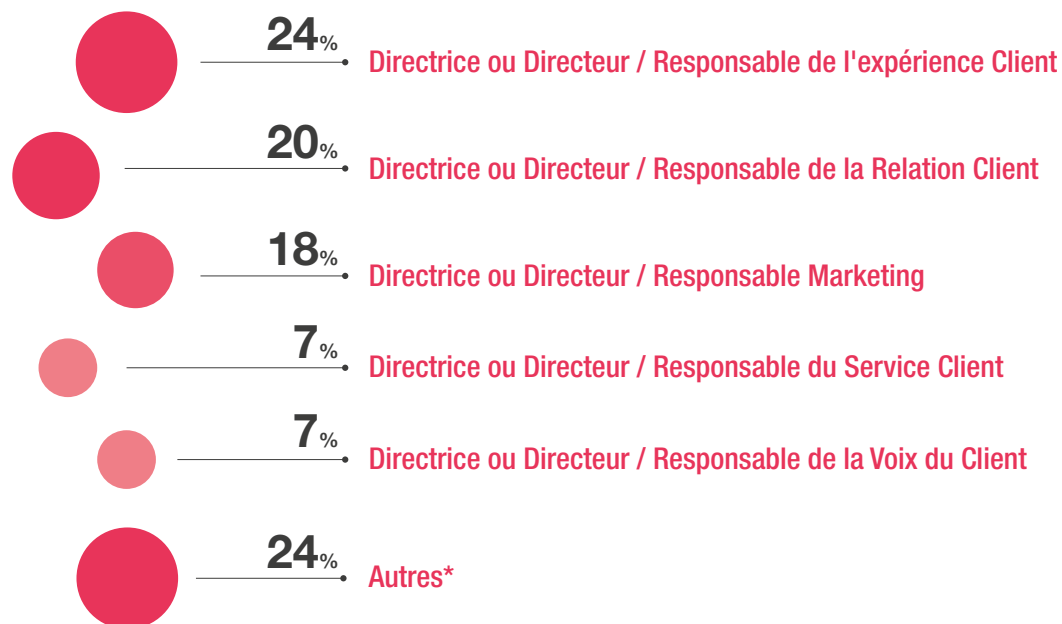 24%
Directrice ou Directeur / Responsable de l'expérience Client
20%
Directrice ou Directeur / Responsable de la Relation Client
18%
Directrice ou Directeur / Responsable Marketing
7%
Directrice ou Directeur / Responsable du Service Client
7%
Directrice ou Directeur / Responsable de la Voix du Client
24%
Autres*